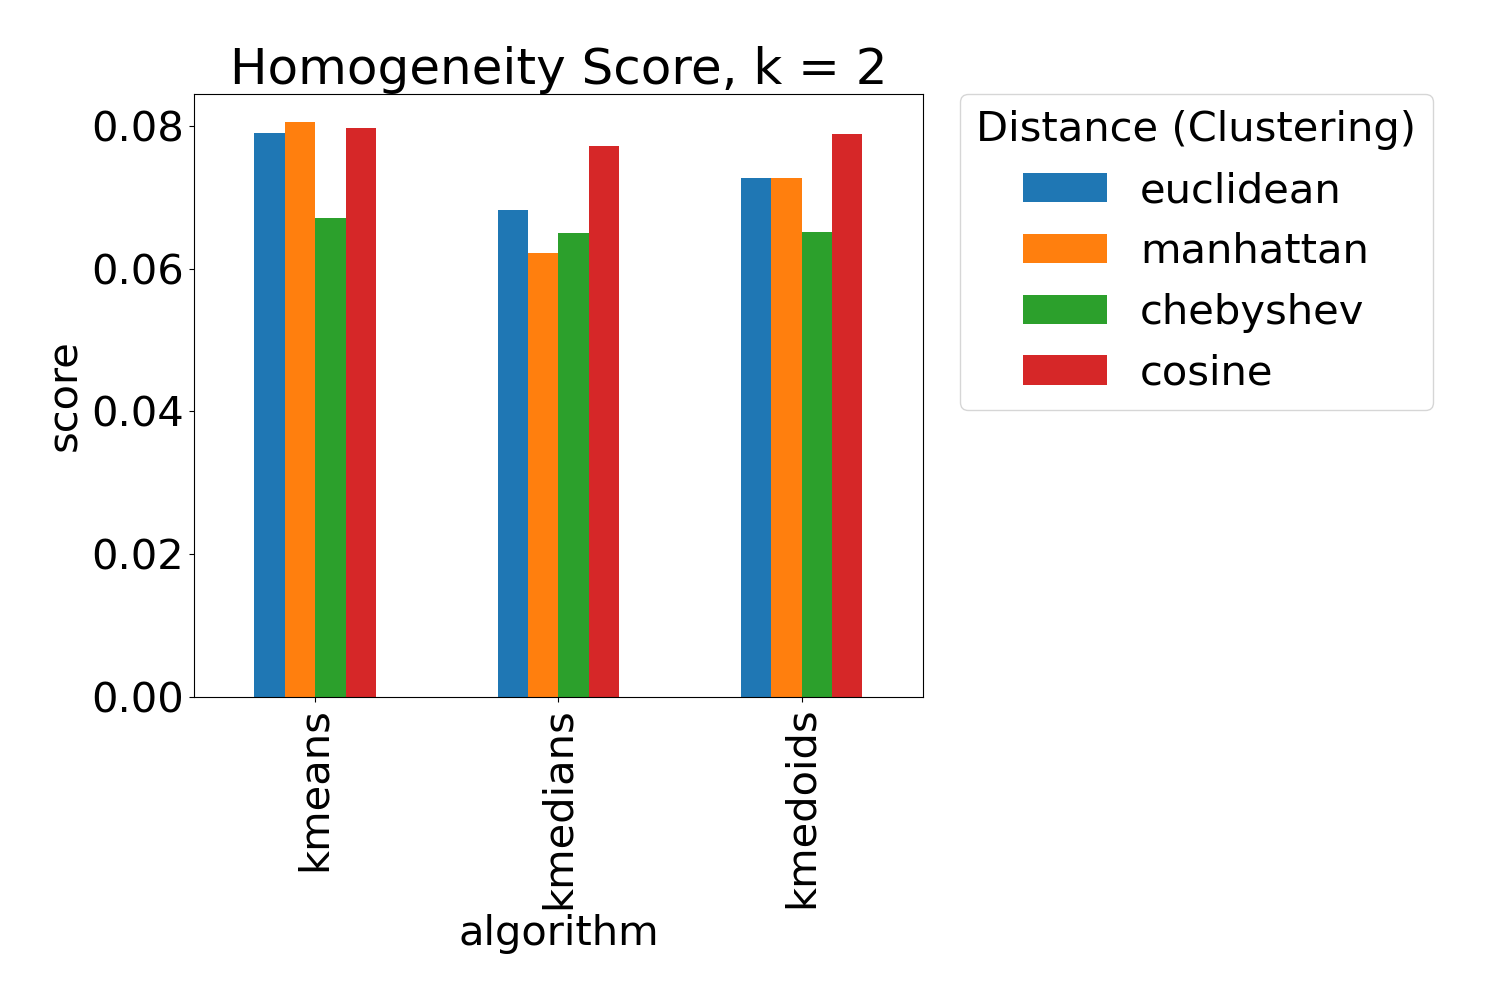 Homogeneity Score, k = 2
0.08
0.06
0.04
0.02
0.00
score
kmeans
kmedians
kmedoids
algorithm
Distance (Clustering)
euclidean
manhattan
chebyshev
cosine